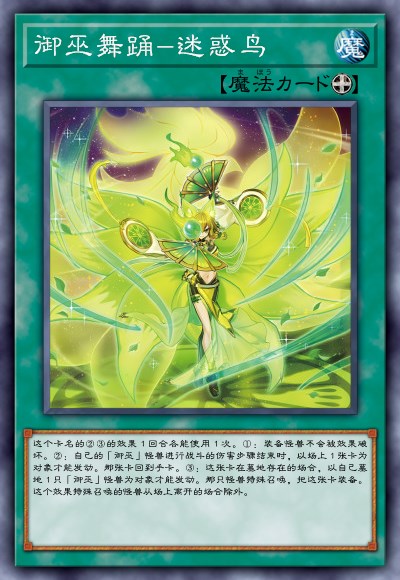 御巫舞踊-迷惑鸟
魔
【魔法カード】
まほう
这个卡名的②③的效果1回合各能使用1次。①：装备怪兽不会被效果破
坏。②：自己的「御巫」怪兽进行战斗的伤害步骤结束时，以场上1张卡为
对象才能发动。那张卡回到手卡。③：这张卡在墓地存在的场合，以自己墓
地1只「御巫」怪兽为对象才能发动。那只怪兽特殊召唤，把这张卡装备。
这个效果特殊召唤的怪兽从场上离开的场合除外。